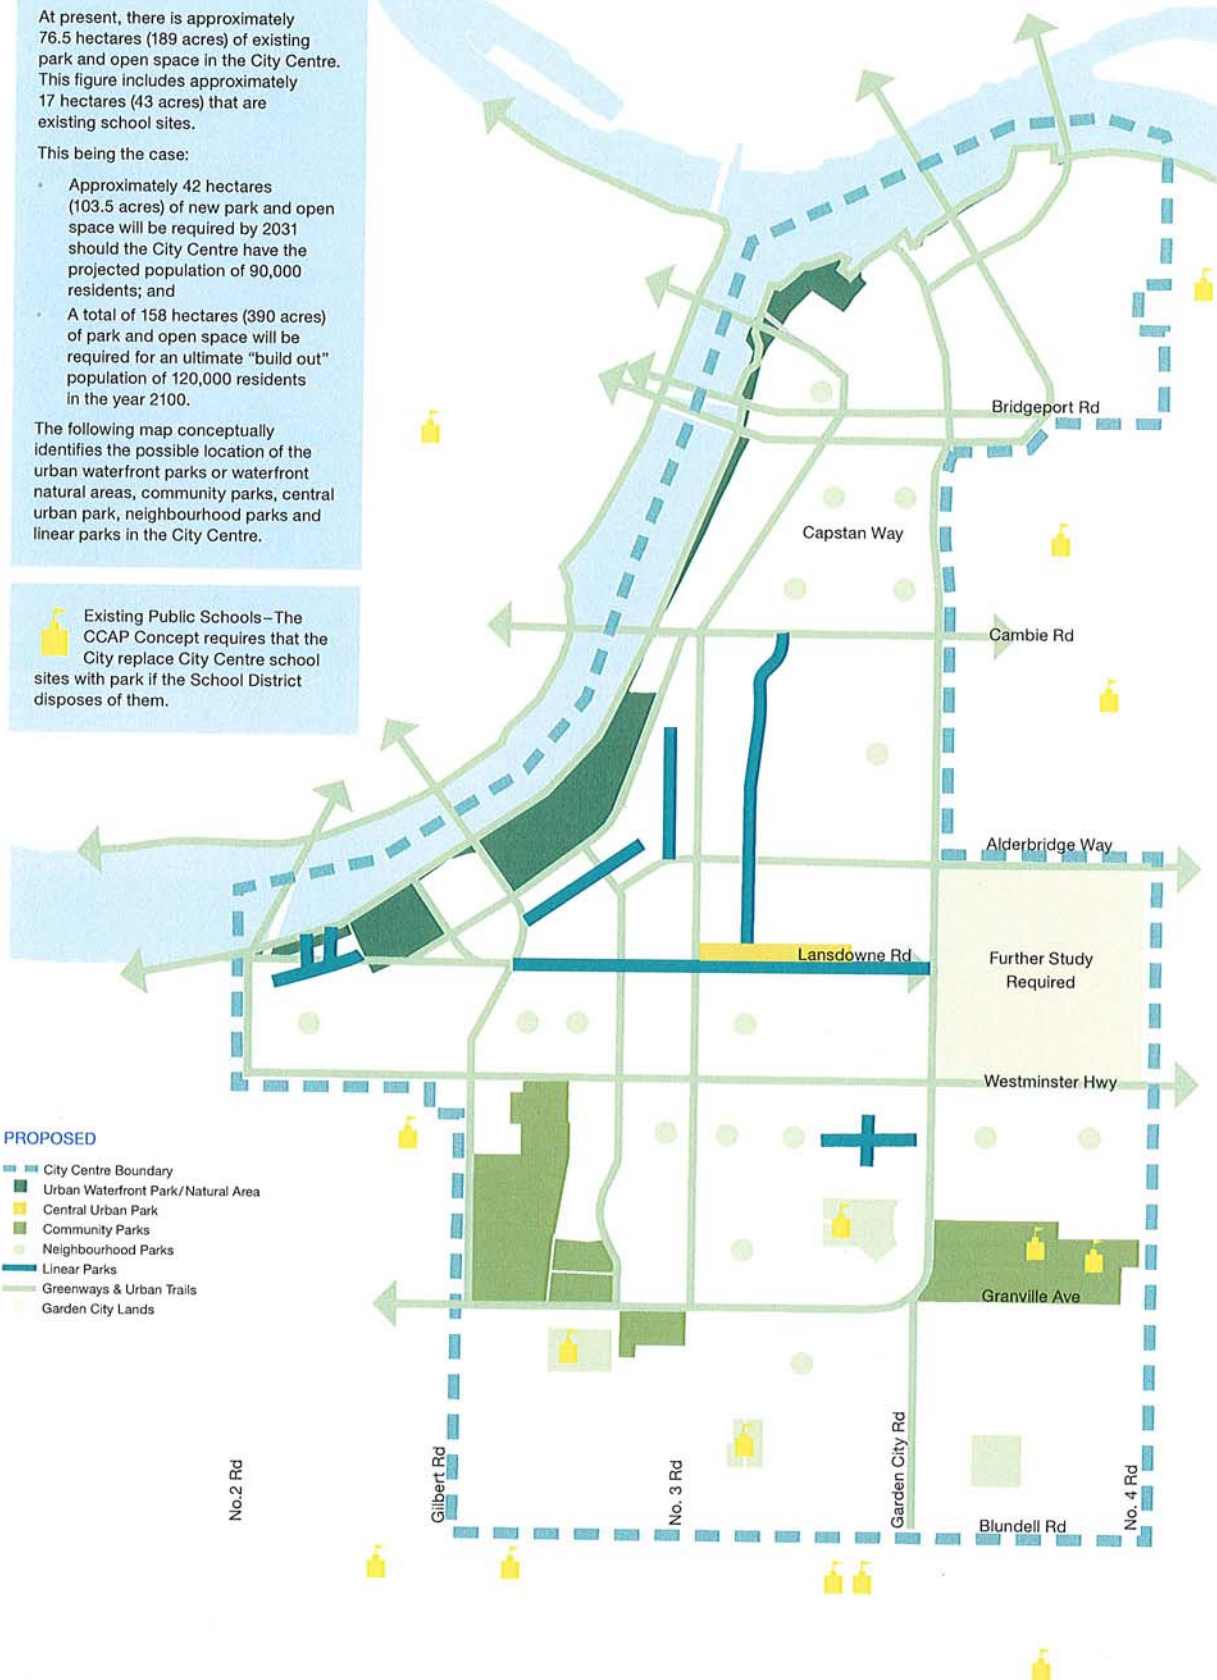 At present, there is approximately
76.5 hectares (189 acres) of existing
park and open space in the City Centre.
This figure includes approximately
17 hectares (43 acres) that are
existing school sites.
This being the case:
· Approximately 42 hectares
(103.5 acres) of new park and open
space will be required by 2031
should the City Centre have the
projected population of 90,000
residents; and
· A total of 158 hectares (390 acres)
of park and open space will be
required for an ultimate “build out”
population of 120,000 residents
in the year 2100.
The following map conceptually
identifies the possible location of the
urban waterfront parks or waterfront
natural areas, community parks, central
urban park, neighbourhood parks and
linear parks in the City Centre.
Existing Public Schools–The
CCAP Concept requires that the
City replace City Centre school
sites with park if the School District
disposes of them.
Bridgeport Rd
Capstan Way
Cambie Rd
Alderbridge Way
Lansdowne Rd
Further Study
Required
Westminster Hwy
PROPOSED
City Centre Boundary
Urban Waterfront Park/Natural Area
Central Urban Park
Community Parks
Neighbourhood Parks
Linear Parks
Greenways & Urban Trails
Garden City Lands
Granville Ave
No.2 Rd
Gilbert Rd
No. 3 Rd
Garden City Rd
No. 4 Rd
Blundell Rd